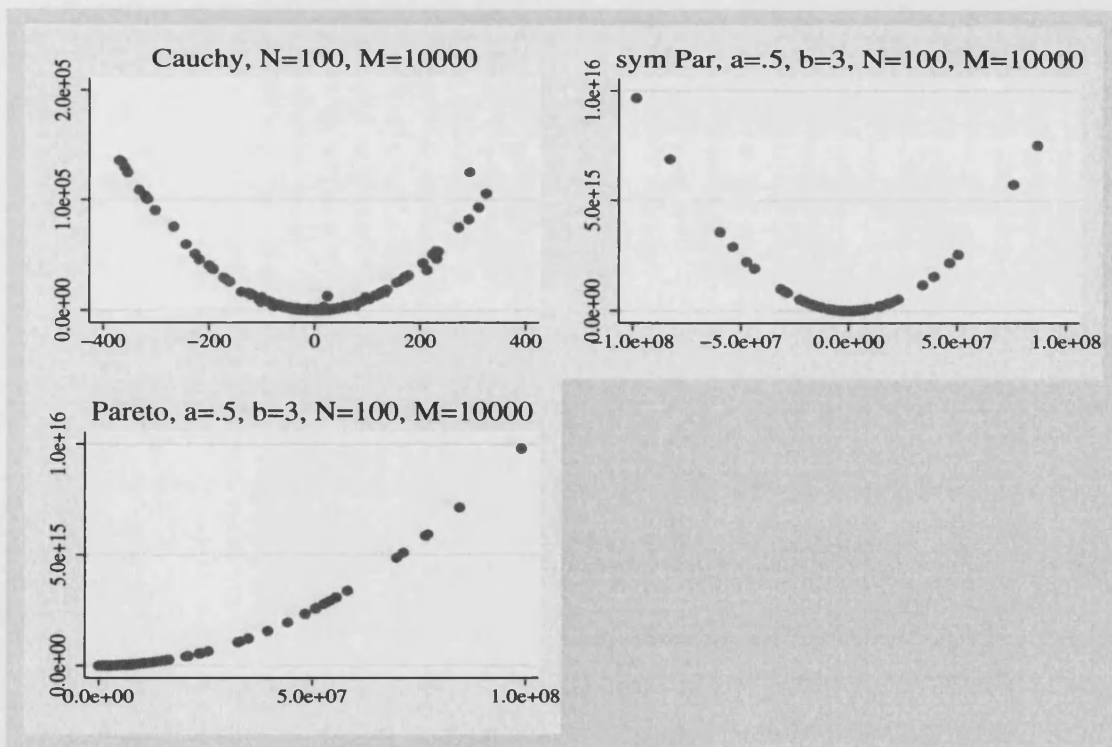 Cauchy, N=100, M=10000
2.0e+05
1.0e+05
0.0e+00
−400
−200
0
200
400
sym Par, a=.5, b=3, N=100, M=10000
1.0e+16
5.0e+15
0.0e+00
−1.0e+08
−5.0e+07
0.0e+00
5.0e+07
1.0e+08
Pareto, a=.5, b=3, N=100, M=10000
1.0e+16
5.0e+15
0.0e+00
0.0e+00
5.0e+07
1.0e+08